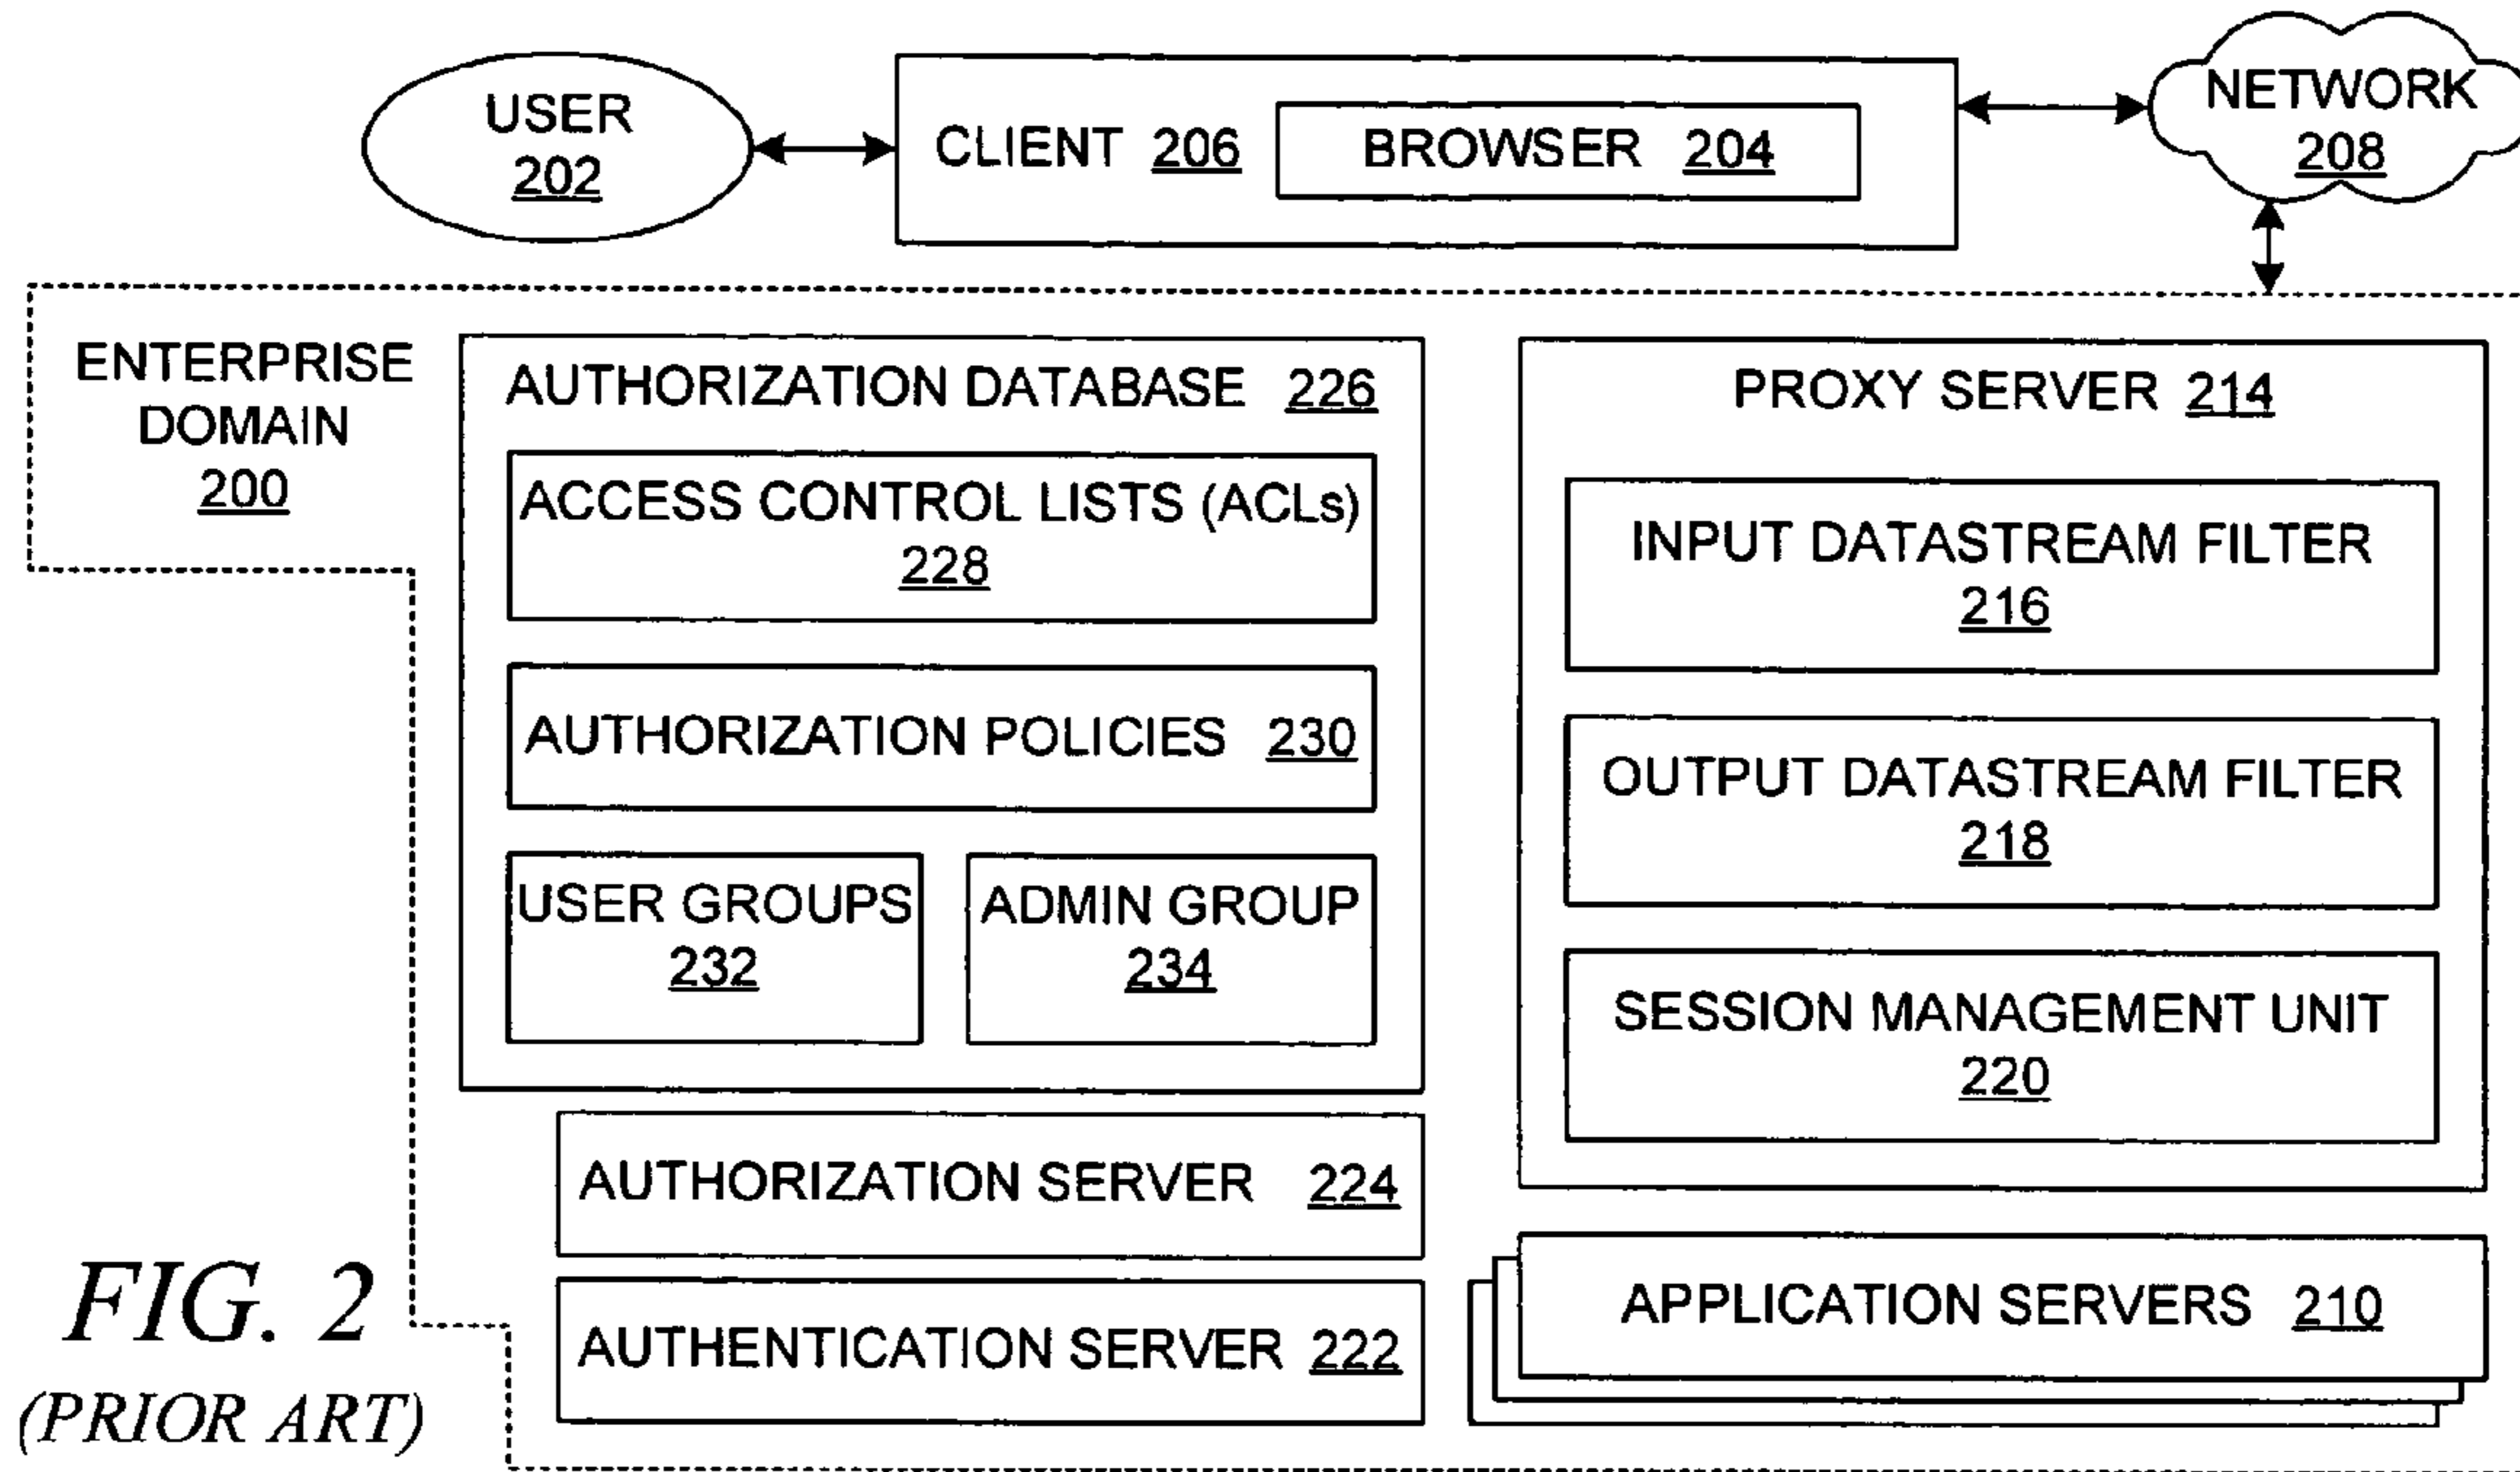 USER
202
CLIENT 206
BROWSER 204
NETWORK
208
ENTERPRISE
DOMAIN
200
AUTHORIZATION DATABASE 226
ACCESS CONTROL LISTS (ACLs)
228
AUTHORIZATION POLICIES 230
USER GROUPS
232
ADMIN GROUP
234
AUTHORIZATION SERVER 224
AUTHENTICATION SERVER 222
PROXY SERVER 214
INPUT DATASTREAM FILTER
216
OUTPUT DATASTREAM FILTER
218
SESSION MANAGEMENT UNIT
220
APPLICATION SERVERS 210
FIG. 2
(PRIOR ART)